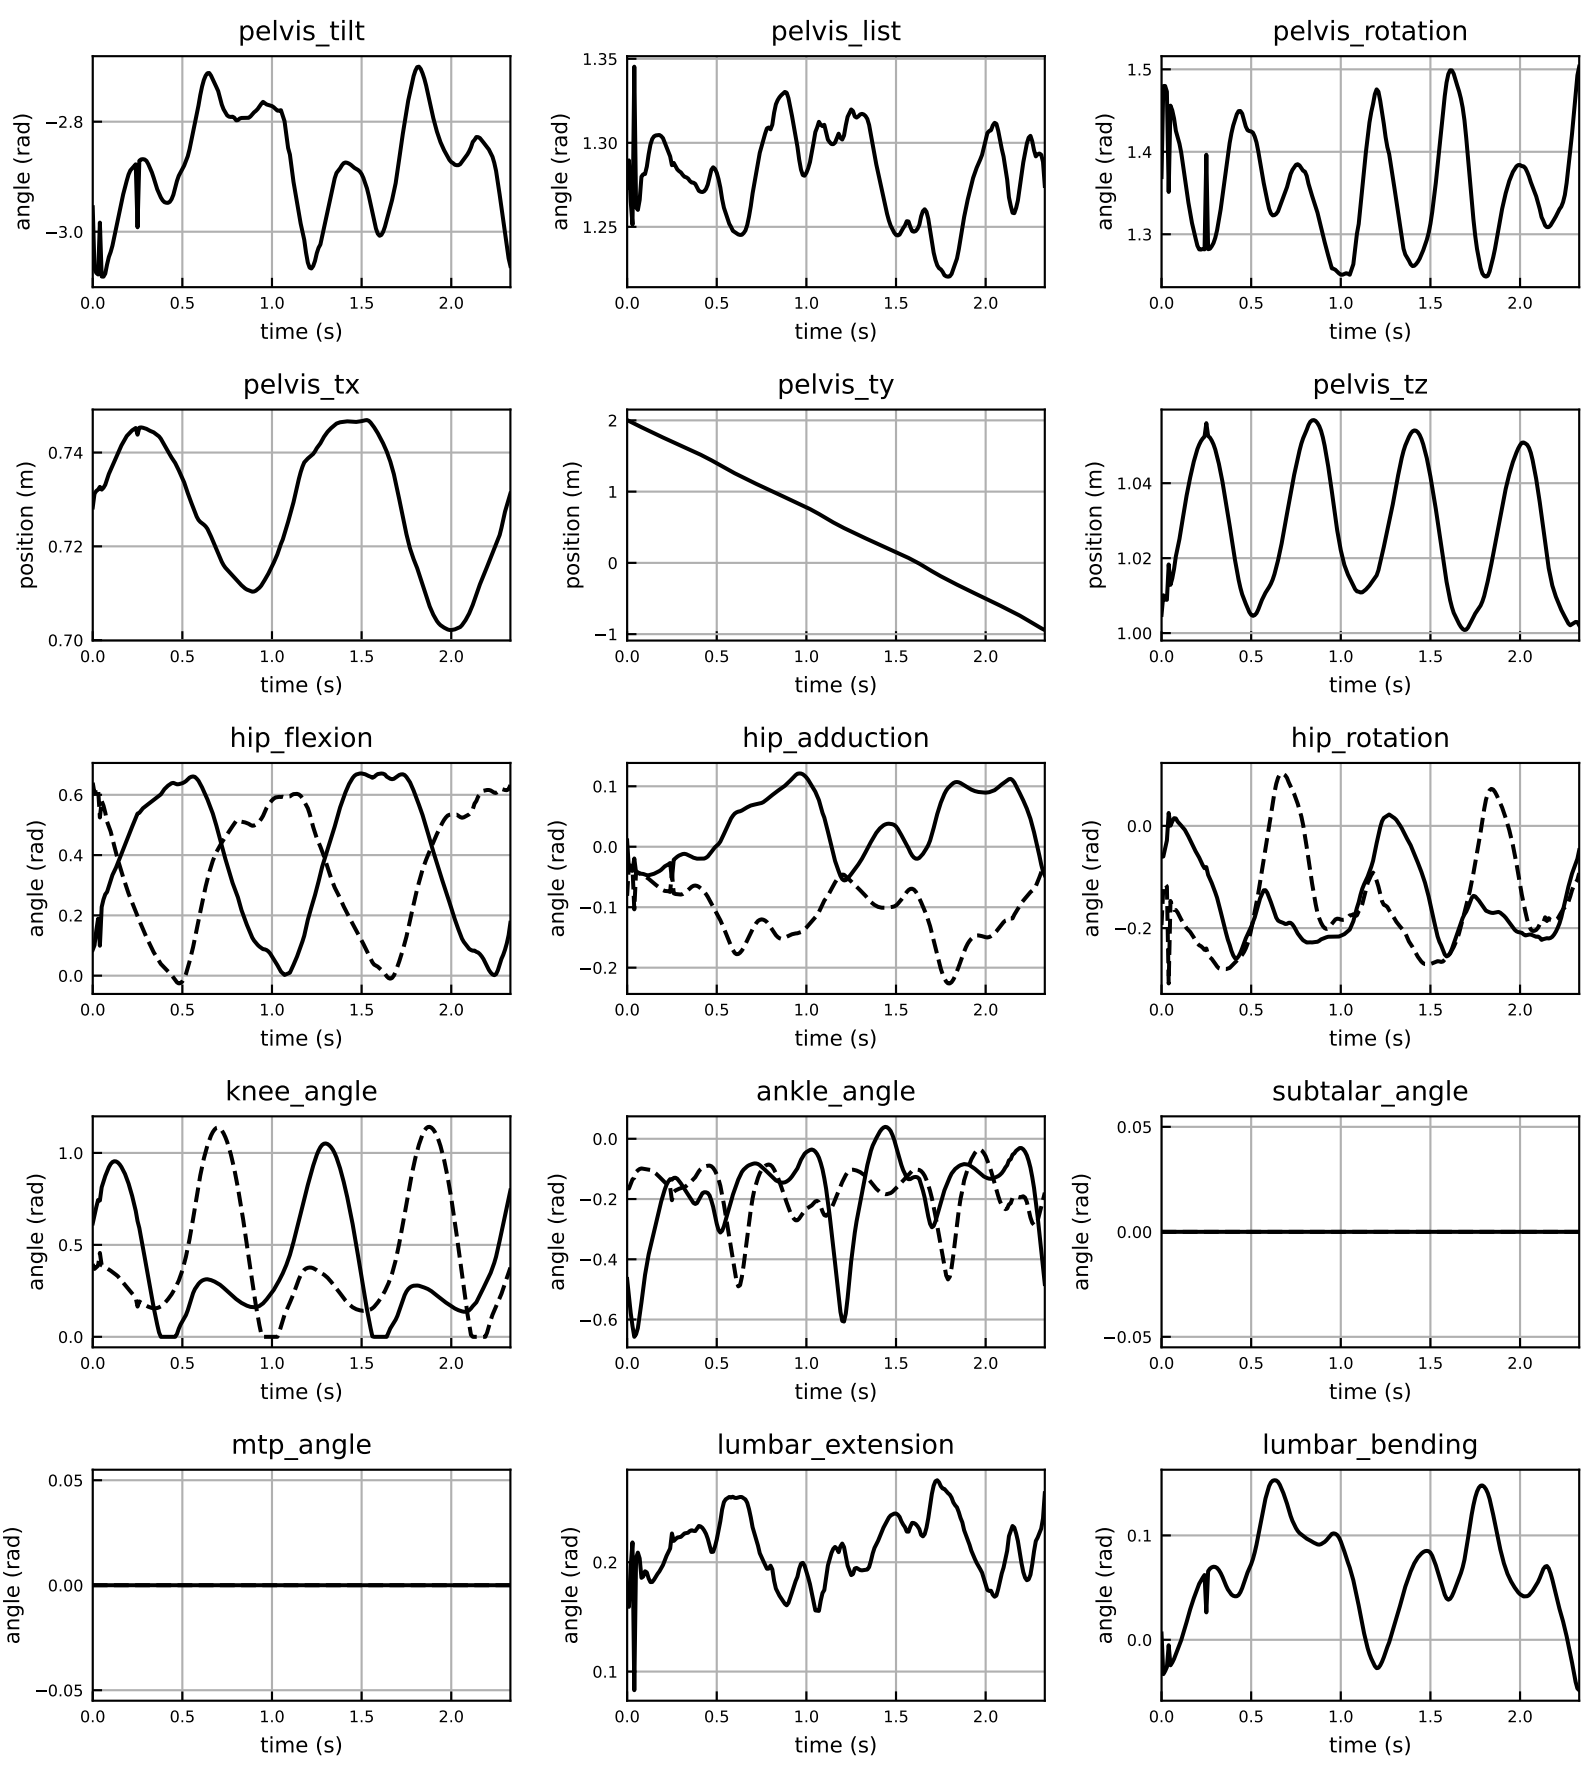 pelvis_tilt
angle (rad)
−2.8
−3.0
0.0 0.5 1.0 1.5 2.0
time (s)
pelvis_list
angle (rad)
1.35
1.30
1.25
0.0 0.5 1.0 1.5 2.0
time (s)
pelvis_rotation
angle (rad)
1.5
1.4
1.3
0.0 0.5 1.0 1.5 2.0
time (s)
pelvis_tx
position (m)
0.74
0.72
0.70
0.0 0.5 1.0 1.5 2.0
time (s)
pelvis_ty
position (m)
2
1
0
−1
0.0 0.5 1.0 1.5 2.0
time (s)
pelvis_tz
position (m)
1.04
1.02
1.00
0.0 0.5 1.0 1.5 2.0
time (s)
hip_flexion
angle (rad)
0.6
0.4
0.2
0.0
0.0 0.5 1.0 1.5 2.0
time (s)
hip_adduction
angle (rad)
0.1
0.0
−0.1
−0.2
0.0 0.5 1.0 1.5 2.0
time (s)
hip_rotation
angle (rad)
0.0
−0.2
0.0 0.5 1.0 1.5 2.0
time (s)
knee_angle
angle (rad)
1.0
0.5
0.0
0.0 0.5 1.0 1.5 2.0
time (s)
ankle_angle
angle (rad)
0.0
−0.2
−0.4
−0.6
0.0 0.5 1.0 1.5 2.0
time (s)
subtalar_angle
angle (rad)
0.05
0.00
−0.05
0.0 0.5 1.0 1.5 2.0
time (s)
mtp_angle
angle (rad)
0.05
0.00
−0.05
0.0 0.5 1.0 1.5 2.0
time (s)
lumbar_extension
angle (rad)
0.2
0.1
0.0 0.5 1.0 1.5 2.0
time (s)
lumbar_bending
angle (rad)
0.1
0.0
0.0 0.5 1.0 1.5 2.0
time (s)